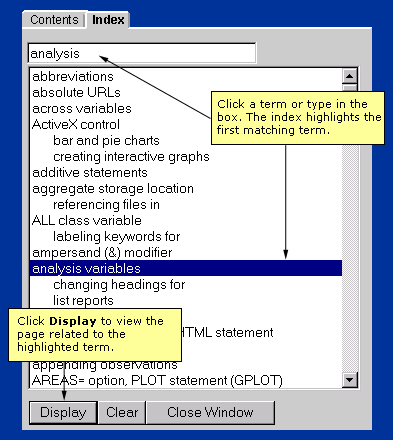 Contents Index
analysis
abbreviations
absolute URLs
across variables
ActiveX control
bar and pie charts
creating interactive graphs
additive statements
aggregate storage location
referencing files in
ALL class variable
labeling keywords for
ampersand (&) modifier
analysis variables
changing headings for
list reports
HTML statement
appending observations
AREAS= option, PLOT statement (GPLOT)
Click a term or type in the
box. The index highlights the
first matching term.
Click Display to view the
page related to the
highlighted term.
Display Clear Close Window